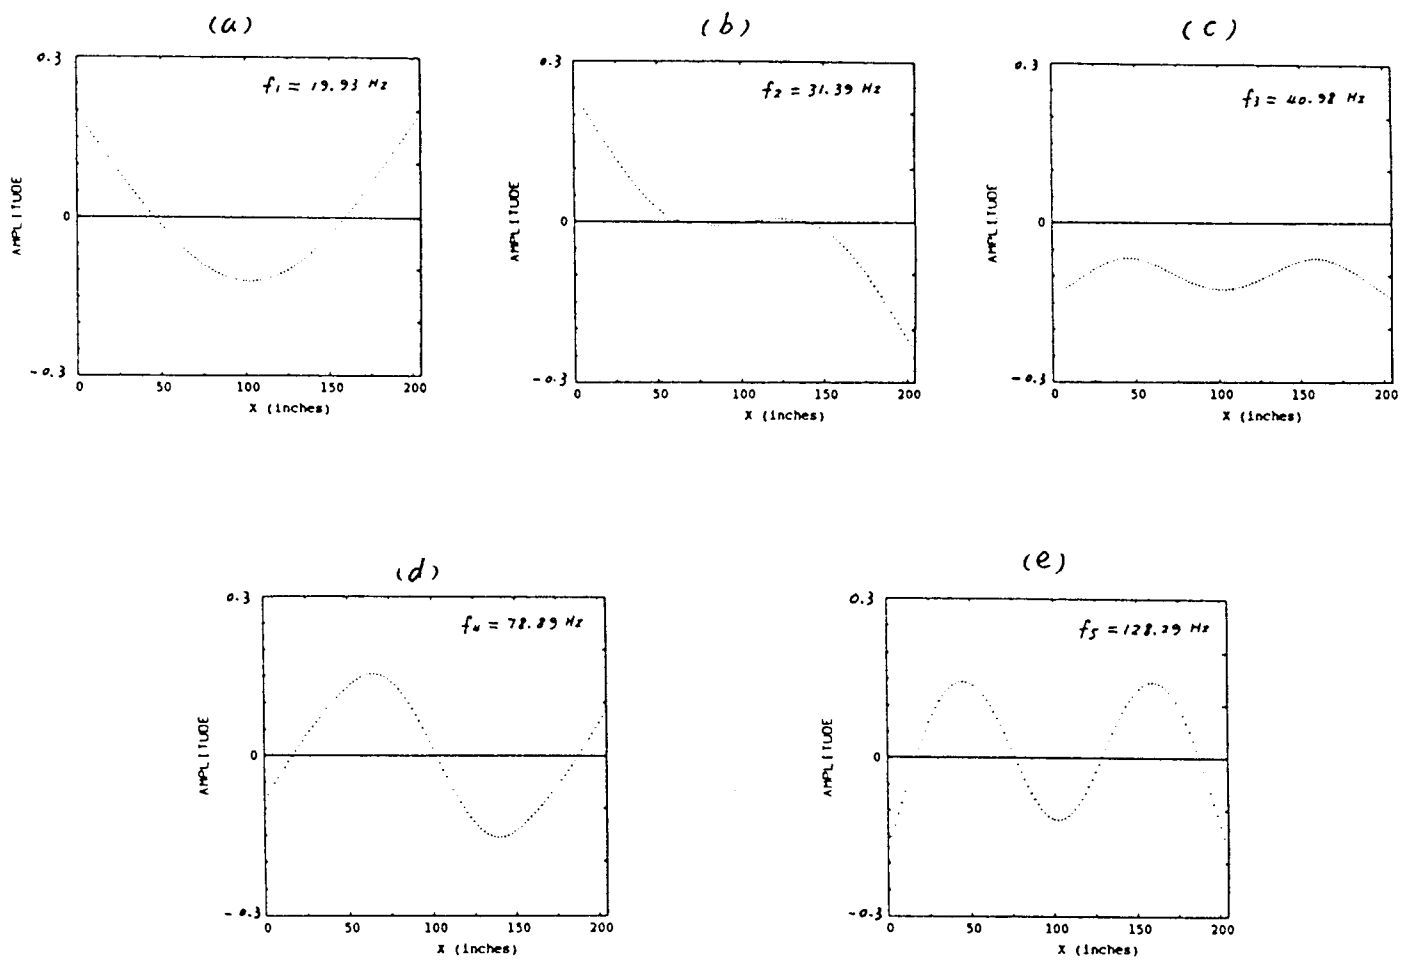 (a)
(b)
(c)
0.3
f₁ = 19.93 Hz
AMPLITUDE
0
-0.3
0 50 100 150 200
X (inches)
0.3
f₂ = 31.39 Hz
AMPLITUDE
0
-0.3
0 50 100 150 200
X (inches)
0.3
f₃ = 40.98 Hz
AMPLITUDE
0
-0.3
0 50 100 150 200
X (inches)
(d)
(e)
0.3
f₄ = 78.89 Hz
AMPLITUDE
0
-0.3
0 50 100 150 200
X (inches)
0.3
f₅ = 128.29 Hz
AMPLITUDE
0
-0.3
0 50 100 150 200
X (inches)